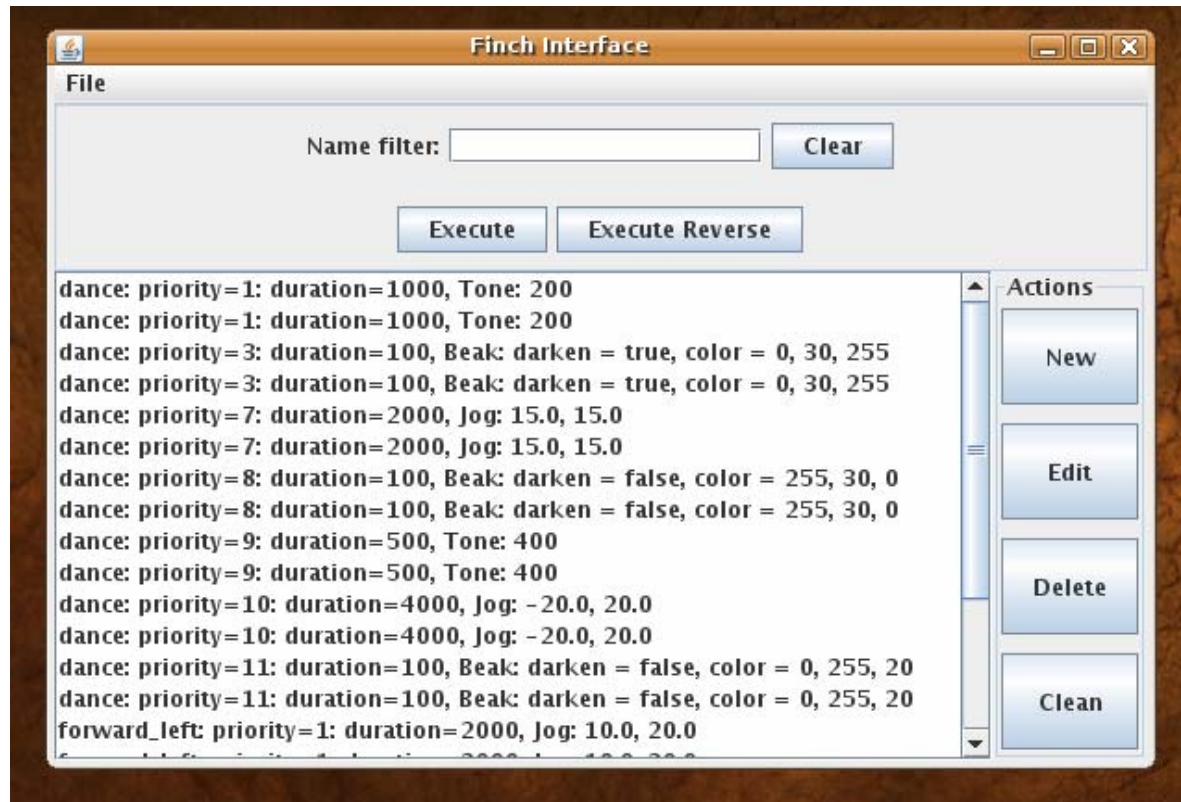 Finch Interface
File
Name filter: Clear
Execute Execute Reverse
dance: priority=1: duration=1000, Tone: 200
dance: priority=1: duration=1000, Tone: 200
dance: priority=3: duration=100, Beak: darken = true, color = 0, 30, 255
dance: priority=3: duration=100, Beak: darken = true, color = 0, 30, 255
dance: priority=7: duration=2000, Jog: 15.0, 15.0
dance: priority=7: duration=2000, Jog: 15.0, 15.0
dance: priority=8: duration=100, Beak: darken = false, color = 255, 30, 0
dance: priority=8: duration=100, Beak: darken = false, color = 255, 30, 0
dance: priority=9: duration=500, Tone: 400
dance: priority=9: duration=500, Tone: 400
dance: priority=10: duration=4000, Jog: -20.0, 20.0
dance: priority=10: duration=4000, Jog: -20.0, 20.0
dance: priority=11: duration=100, Beak: darken = false, color = 0, 255, 20
dance: priority=11: duration=100, Beak: darken = false, color = 0, 255, 20
forward_left: priority=1: duration=2000, Jog: 10.0, 20.0
Actions
New
Edit
Delete
Clean